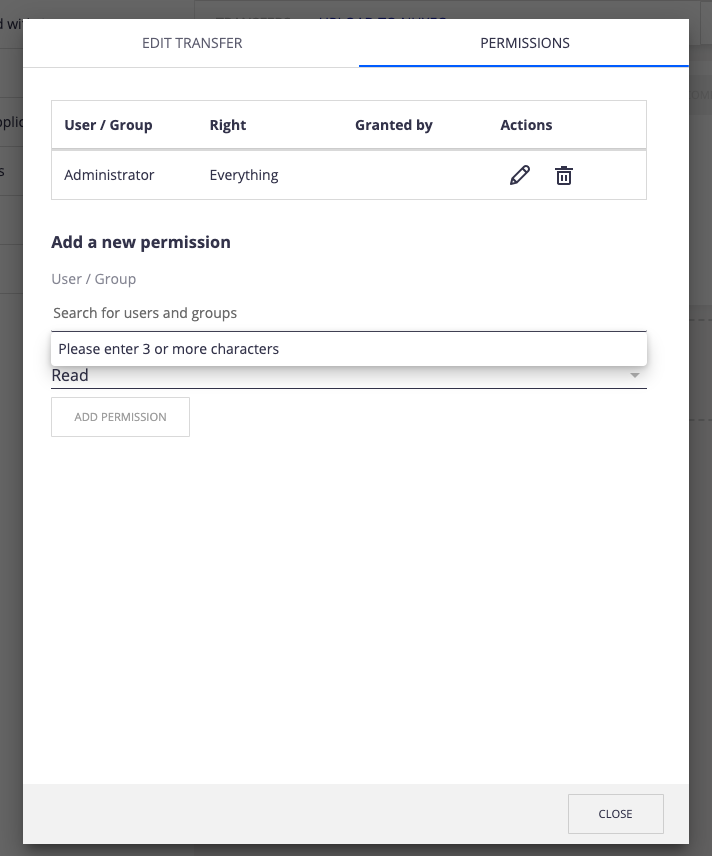 EDIT TRANSFER PERMISSIONS
User / Group Right Granted by Actions
Administrator Everything
Add a new permission
User / Group
Search for users and groups
Please enter 3 or more characters
Read
ADD PERMISSION
CLOSE